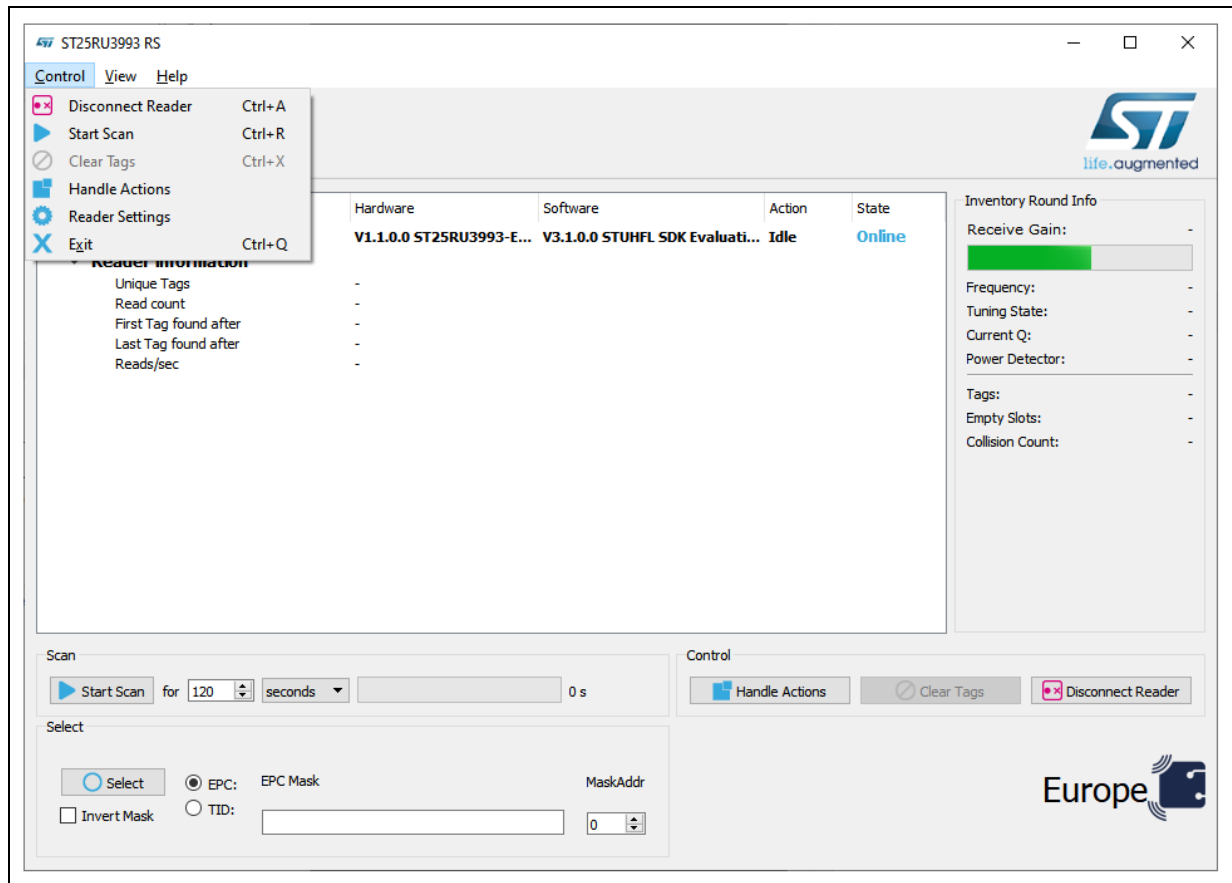 ST25RU3993 RS
Control View Help
Disconnect Reader Ctrl+A
Start Scan Ctrl+R
Clear Tags Ctrl+X
Handle Actions
Reader Settings
Exit Ctrl+Q
ST
life.augmented
Hardware Software Action State
V1.1.0.0 ST25RU3993-E... V3.1.0.0 STUHFL SDK Evaluati... Idle Online
Reader Information
Unique Tags -
Read count -
First Tag found after -
Last Tag found after -
Reads/sec -
Inventory Round Info
Receive Gain: -
Frequency: -
Tuning State: -
Current Q: -
Power Detector: -
Tags: -
Empty Slots: -
Collision Count: -
Scan
Start Scan for 120 seconds 0 s
Control
Handle Actions Clear Tags Disconnect Reader
Select
Select EPC: EPC Mask MaskAddr
Invert Mask TID: 0
Europe